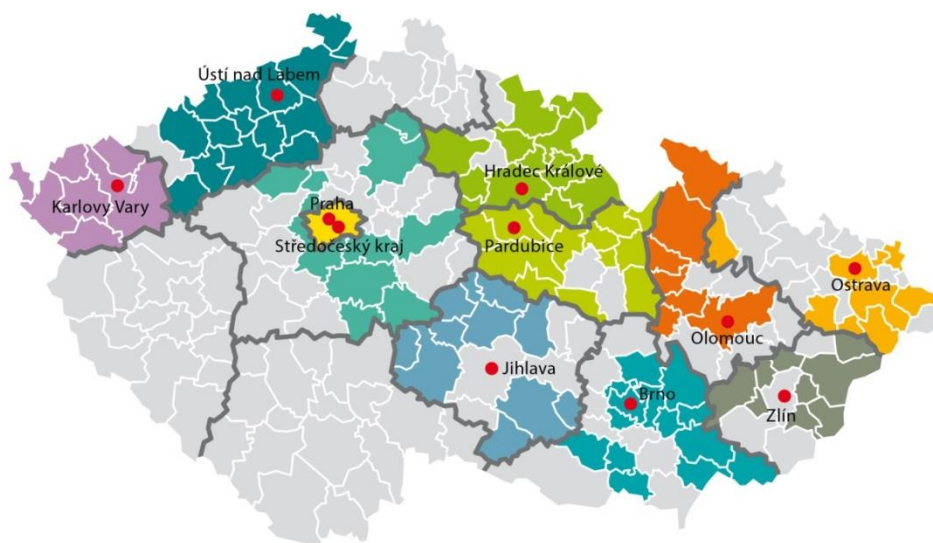 Ústí nad Labem
Karlovy Vary
Praha
Středočeský kraj
Hradec Králové
Pardubice
Jihlava
Brno
Olomouc
Ostrava
Zlín